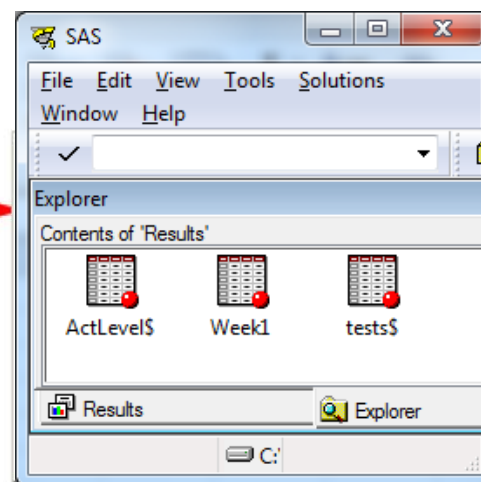 SAS
File Edit View Tools Solutions
Window Help
Explorer
Contents of 'Results'
ActLevel$ Week1 tests$
Results Explorer
C:'